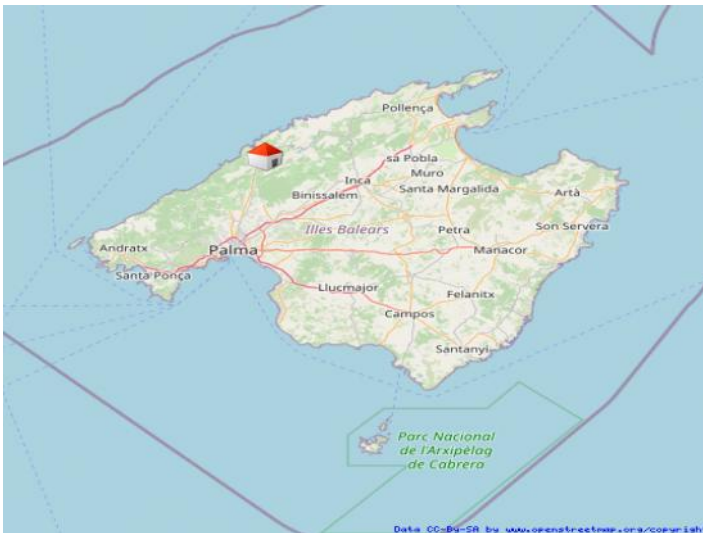 Pollença
sa Pobla
Muro
Inca
Santa Margalida
Binissalem
Artà
Illes Balears
Petra
Son Servera
Andratx
Palma
Manacor
Santa Ponça
Llucmajor
Felanitx
Campos
Santanyí
Parc Nacional
de l'Arxipèlag
de Cabrera
Data CC-By-SA by www.openstreetmap.org/copyrigh